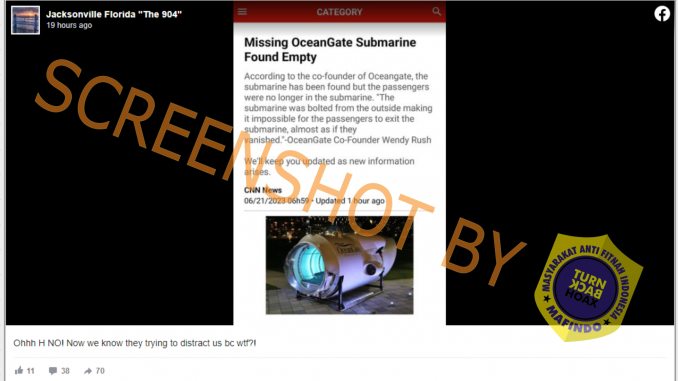 Jacksonville Florida "The 904"
19 hours ago
CATEGORY
Missing OceanGate Submarine
Found Empty
According to the co-founder of Oceangate, the
submarine has been found but the passengers
were no longer in the submarine. "The
submarine was bolted from the outside making
it impossible for the passengers to exit the
submarine, almost as if they
vanished."-OceanGate Co-Founder Wendy Rush
We'll keep you updated as new information
arises.
CNN News
06/21/2023 06h59 • Updated 1 hour ago
SCREENSHOT BY
MASYARAKAT ANTI FITNAH INDONESIA
TURN
BACK
HOAX
MAFINDO
Ohhh H NO! Now we know they trying to distract us bc wtf?!
11
38
70